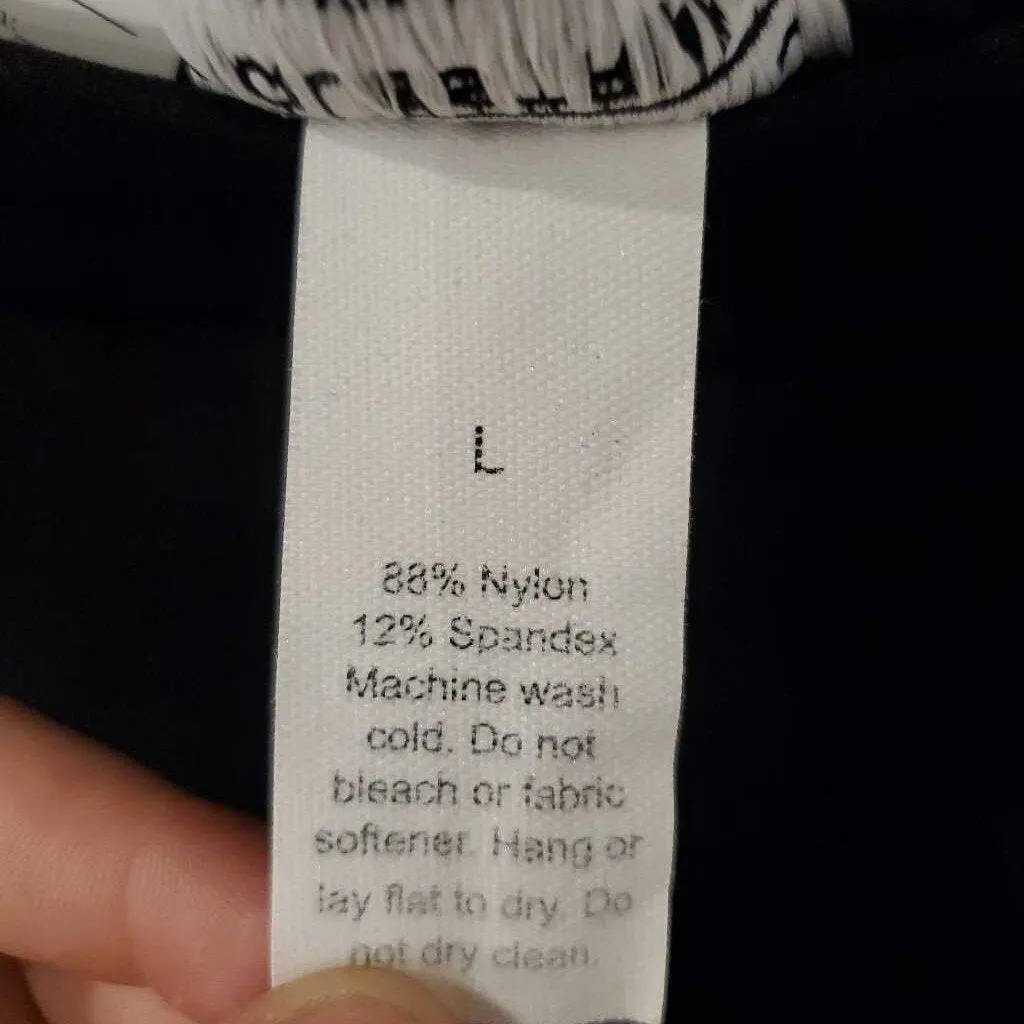 L
88% Nylon
12% Spandex
Machine wash
cold. Do not
bleach or fabric
softener. Hang or
lay flat to dry. Do
not dry clean.